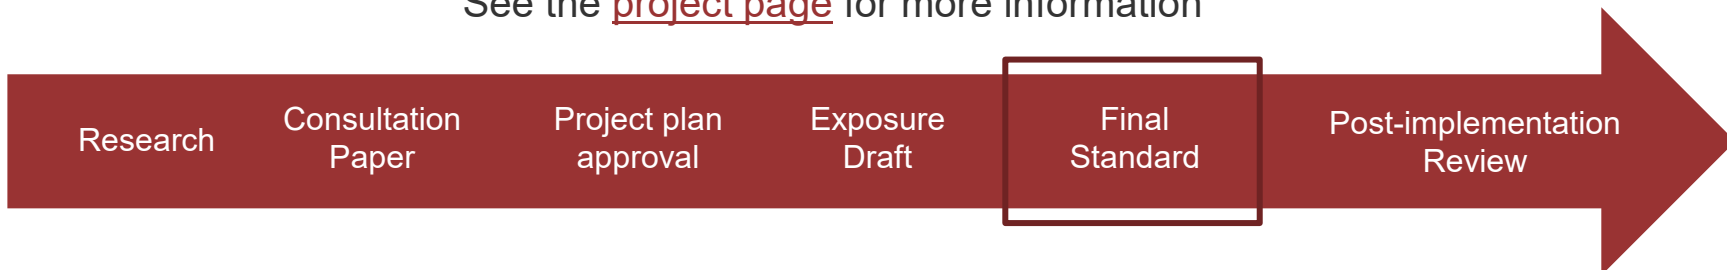 See the project page for more information
Research
Consultation
Paper
Project plan
approval
Exposure
Draft
Final
Standard
Post-implementation
Review